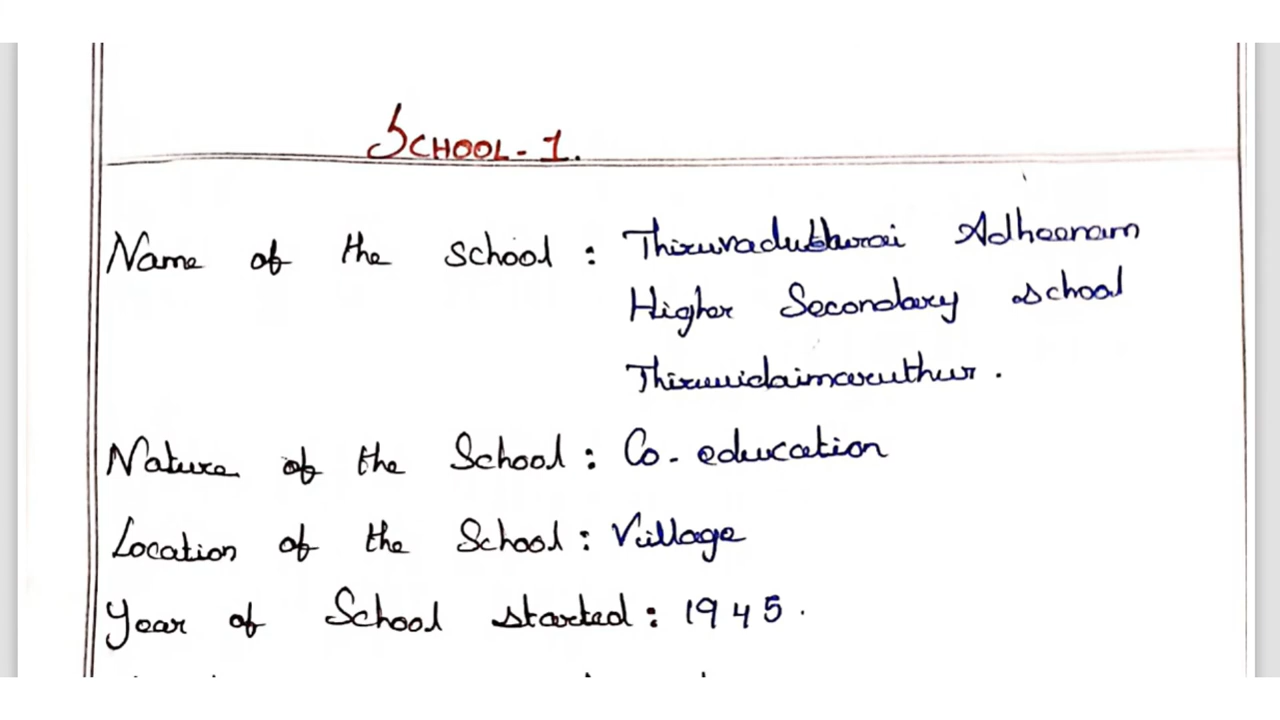 SCHOOL - 1.
Name of the school : Thiruvaduthurai Adheenam
Higher Secondary school
Thiruvidaimaruthur.
Nature of the School : Co-education
Location of the School : Village
Year of School started : 1945.